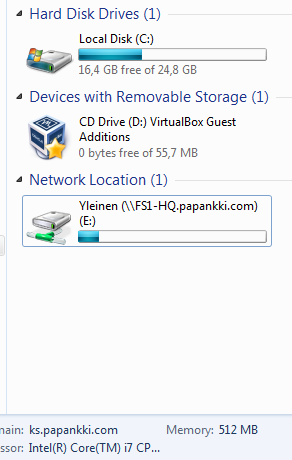 Hard Disk Drives (1)
Local Disk (C:)
16,4 GB free of 24,8 GB
Devices with Removable Storage (1)
CD Drive (D:) VirtualBox Guest
Additions
0 bytes free of 55,7 MB
Network Location (1)
Yleinen (\\FS1-HQ.papankki.com)
(E:)
main: ks.papankki.com Memory: 512 MB
ssor: Intel(R) Core(TM) i7 CP...